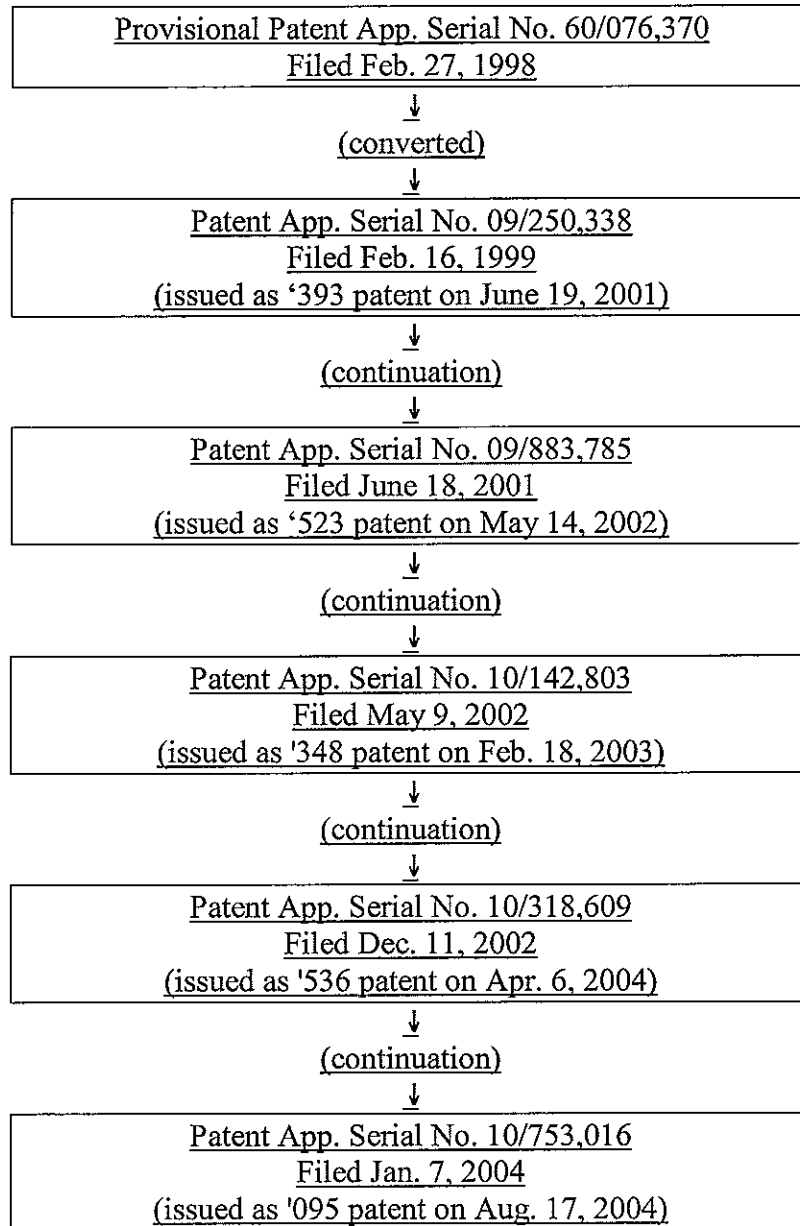 Provisional Patent App. Serial No. 60/076,370
Filed Feb. 27, 1998
↓
(converted)
↓
Patent App. Serial No. 09/250,338
Filed Feb. 16, 1999
(issued as ‘393 patent on June 19, 2001)
↓
(continuation)
↓
Patent App. Serial No. 09/883,785
Filed June 18, 2001
(issued as ‘523 patent on May 14, 2002)
↓
(continuation)
↓
Patent App. Serial No. 10/142,803
Filed May 9, 2002
(issued as '348 patent on Feb. 18, 2003)
↓
(continuation)
↓
Patent App. Serial No. 10/318,609
Filed Dec. 11, 2002
(issued as '536 patent on Apr. 6, 2004)
↓
(continuation)
↓
Patent App. Serial No. 10/753,016
Filed Jan. 7, 2004
(issued as '095 patent on Aug. 17, 2004)